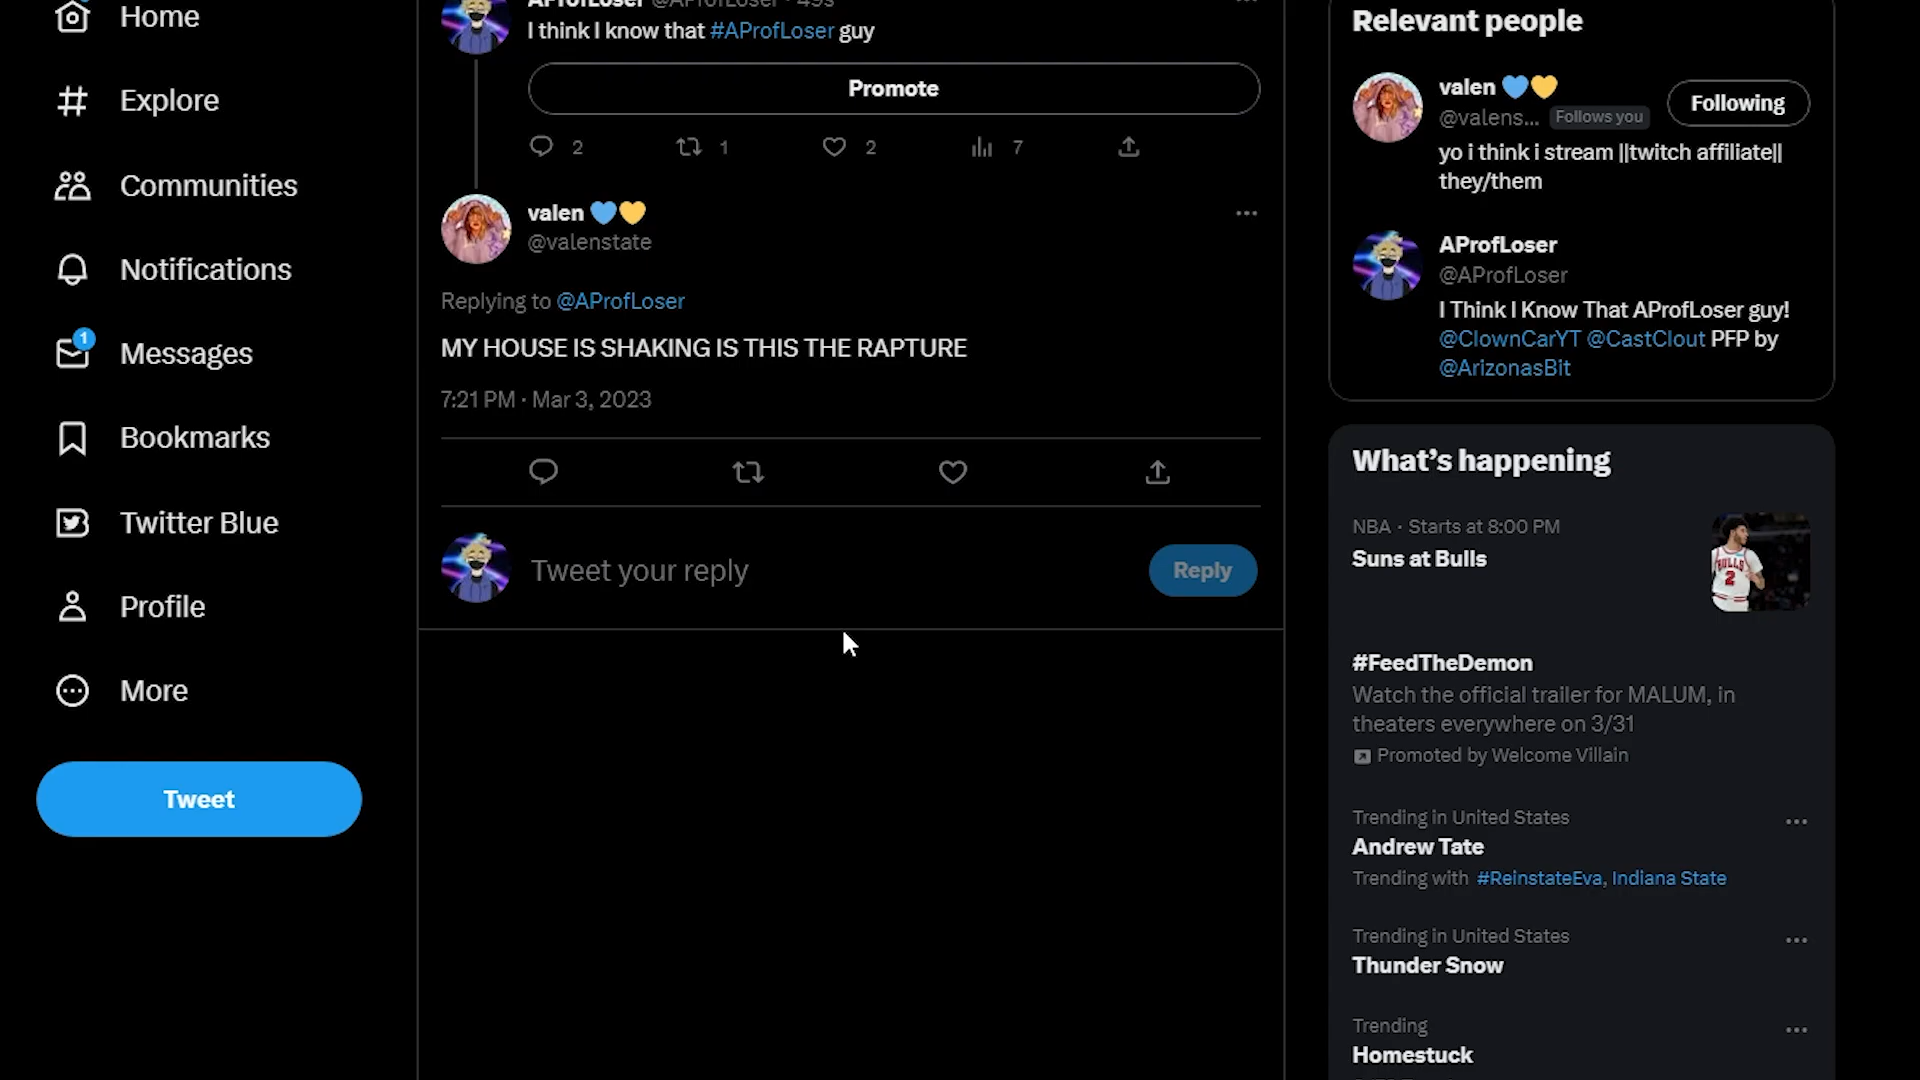 Home
Explore
Communities
Notifications
1
Messages
Bookmarks
Twitter Blue
Profile
More
Tweet
AProfLoser @AProfLoser · 49s
I think I know that #AProfLoser guy
Promote
2 1 2 7
valen 💙💛
@valenstate
Replying to @AProfLoser
MY HOUSE IS SHAKING IS THIS THE RAPTURE
7:21 PM · Mar 3, 2023
Tweet your reply
Reply
Relevant people
valen 💙💛
@valens... Follows you
Following
yo i think i stream ||twitch affiliate||
they/them
AProfLoser
@AProfLoser
I Think I Know That AProfLoser guy!
@ClownCarYT @CastClout PFP by
@ArizonasBit
What's happening
NBA · Starts at 8:00 PM
Suns at Bulls
BULLS
2
#FeedTheDemon
Watch the official trailer for MALUM, in
theaters everywhere on 3/31
Promoted by Welcome Villain
Trending in United States
Andrew Tate
Trending with #ReinstateEva, Indiana State
Trending in United States
Thunder Snow
Trending
Homestuck